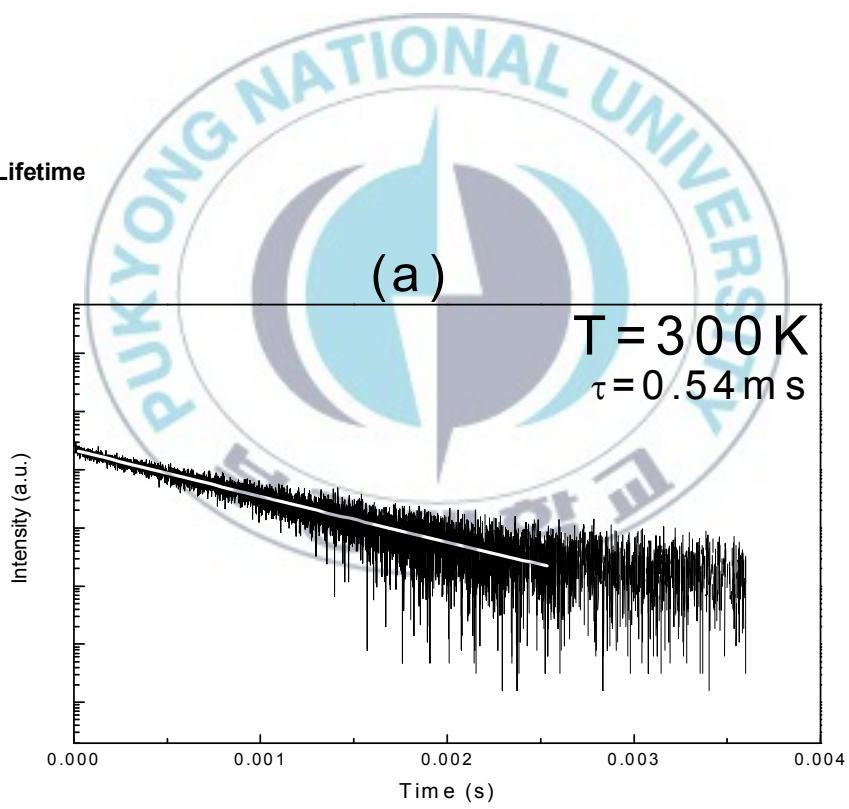 PUKYONG NATIONAL UNIVERSITY
Lifetime
(a)
T=300K
τ=0.54ms
Intensity (a.u.)
0.000 0.001 0.002 0.003 0.004
Time (s)